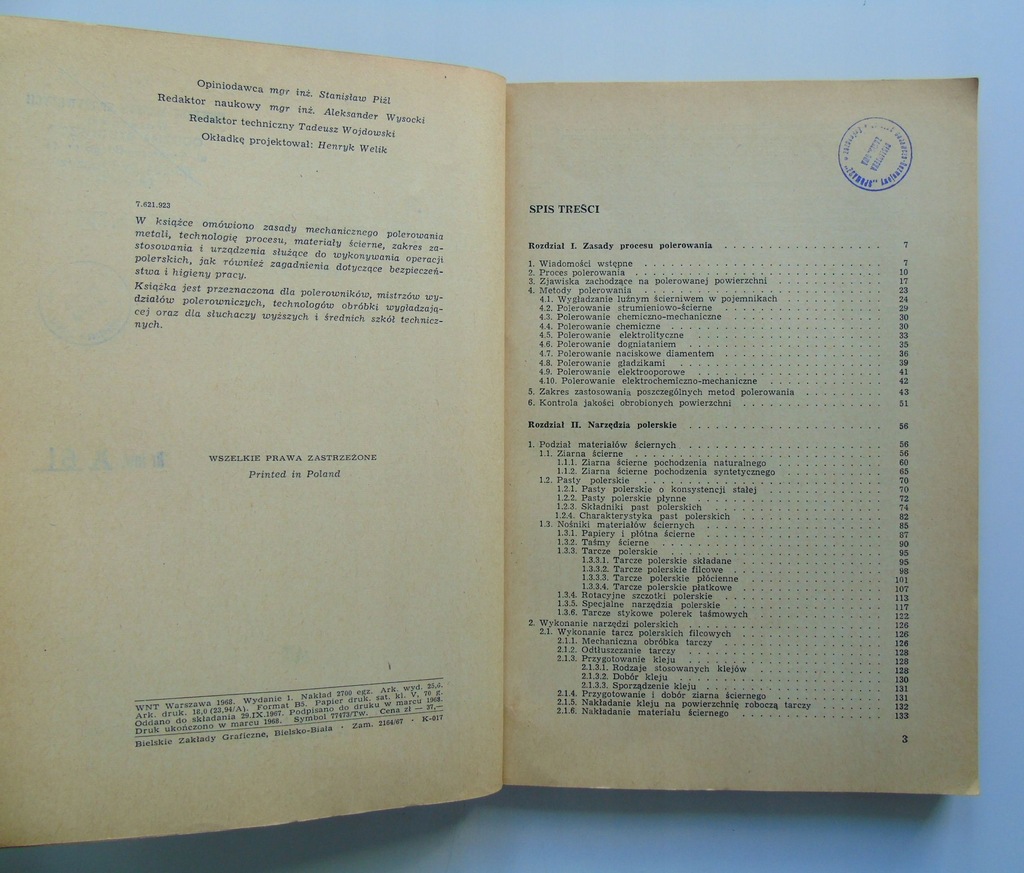 Opiniodawca mgr inż. Stanisław Piźl
Redaktor naukowy mgr inż. Aleksander Wysocki
Redaktor techniczny Tadeusz Wojdowski
Okładkę projektował: Henryk Welik
7.621.923
W książce omówiono zasady mechanicznego polerowania
metali, technologię procesu, materiały ścierne, zakres za-
stosowania i urządzenia służące do wykonywania operacji
polerskich, jak również zagadnienia dotyczące bezpieczeń-
stwa i higieny pracy.
Książka jest przeznaczona dla polerowników, mistrzów wy-
działów polerowniczych, technologów obróbki wygładzają-
cej oraz dla słuchaczy wyższych i średnich szkół technicz-
nych.
WSZELKIE PRAWA ZASTRZEŻONE
Printed in Poland
WNT Warszawa 1968. Wydanie 1. Nakład 2700 egz. Ark. wyd. 25,6.
Ark. druk. 18,0 (23,94/A). Format B5. Papier druk. sat. kl. V, 70 g.
Oddano do składania 29.IX.1967. Podpisano do druku w marcu 1968.
Druk ukończono w marcu 1968. Symbol 77473/Tw. Cena zł — 37,—
Bielskie Zakłady Graficzne, Bielsko-Biała · Zam. 2164/67 · K-017
SPIS TREŚCI
Rozdział I. Zasady procesu polerowania 7
1. Wiadomości wstępne 7
2. Proces polerowania 10
3. Zjawiska zachodzące na polerowanej powierzchni 17
4. Metody polerowania 23
4.1. Wygładzanie luźnym ścierniwem w pojemnikach 24
4.2. Polerowanie strumieniowo-ścierne 29
4.3. Polerowanie chemiczno-mechaniczne 30
4.4. Polerowanie chemiczne 30
4.5. Polerowanie elektrolityczne 33
4.6. Polerowanie dogniataniem 35
4.7. Polerowanie naciskowe diamentem 36
4.8. Polerowanie gładzikami 39
4.9. Polerowanie elektrooporowe 41
4.10. Polerowanie elektrochemiczno-mechaniczne 42
5. Zakres zastosowania poszczególnych metod polerowania 43
6. Kontrola jakości obrobionych powierzchni 51
Rozdział II. Narzędzia polerskie 56
1. Podział materiałów ściernych 56
1.1. Ziarna ścierne 56
1.1.1. Ziarna ścierne pochodzenia naturalnego 60
1.1.2. Ziarna ścierne pochodzenia syntetycznego 65
1.2. Pasty polerskie 70
1.2.1. Pasty polerskie o konsystencji stałej 70
1.2.2. Pasty polerskie płynne 72
1.2.3. Składniki past polerskich 74
1.2.4. Charakterystyka past polerskich 82
1.3. Nośniki materiałów ściernych 85
1.3.1. Papiery i płótna ścierne 87
1.3.2. Taśmy ścierne 90
1.3.3. Tarcze polerskie 95
1.3.3.1. Tarcze polerskie składane 95
1.3.3.2. Tarcze polerskie filcowe 98
1.3.3.3. Tarcze polerskie płócienne 101
1.3.3.4. Tarcze polerskie płatkowe 107
1.3.4. Rotacyjne szczotki polerskie 113
1.3.5. Specjalne narzędzia polerskie 117
1.3.6. Tarcze stykowe polerek taśmowych 122
2. Wykonanie narzędzi polerskich 126
2.1. Wykonanie tarcz polerskich filcowych 126
2.1.1. Mechaniczna obróbka tarczy 126
2.1.2. Odtłuszczanie tarczy 128
2.1.3. Przygotowanie kleju 128
2.1.3.1. Rodzaje stosowanych klejów 128
2.1.3.2. Dobór kleju 130
2.1.3.3. Sporządzenie kleju 131
2.1.4. Przygotowanie i dobór ziarna ściernego 131
2.1.5. Nakładanie kleju na powierzchnię roboczą tarczy 132
2.1.6. Nakładanie materiału ściernego 133
3